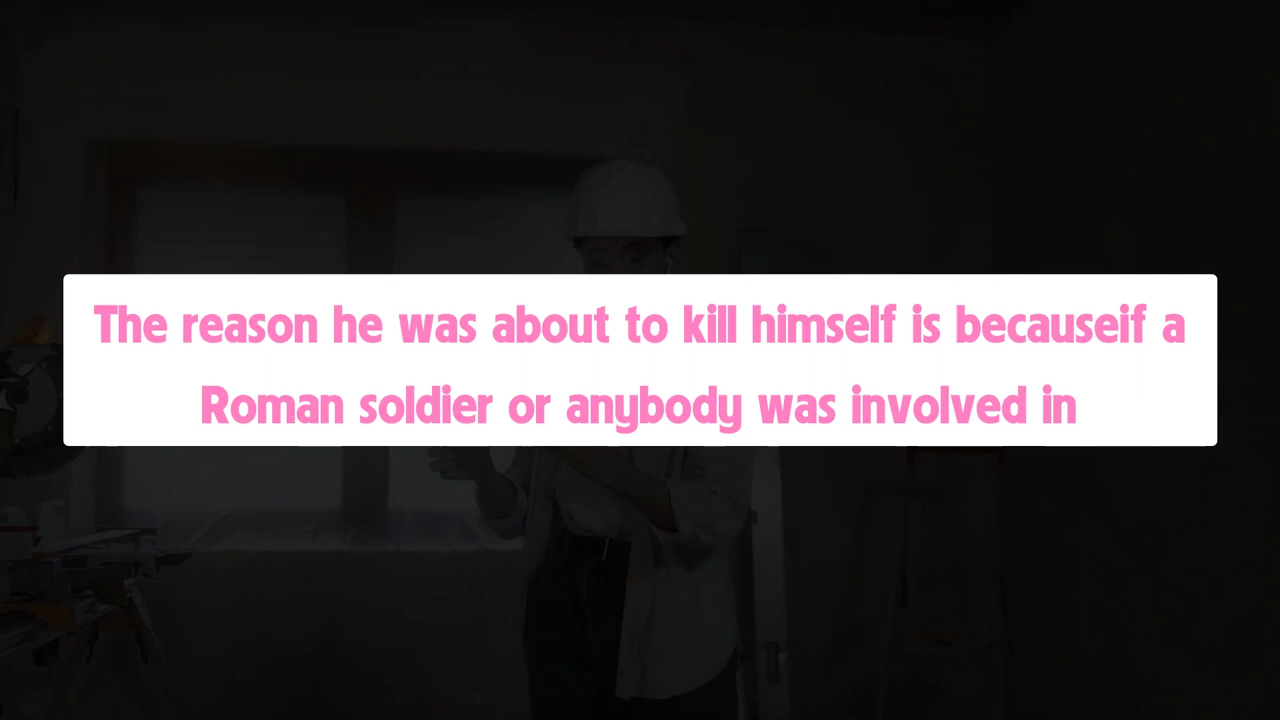 The reason he was about to kill himself is becauseif a
Roman soldier or anybody was involved in